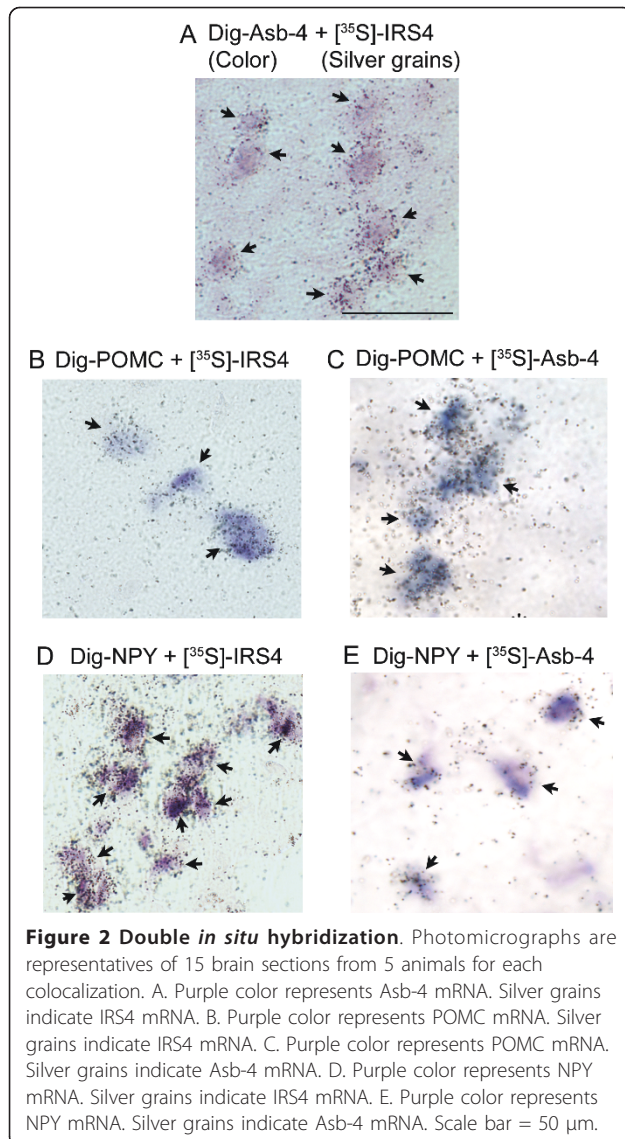 A Dig-Asb-4 + [³⁵S]-IRS4
(Color) (Silver grains)
B Dig-POMC + [³⁵S]-IRS4
C Dig-POMC + [³⁵S]-Asb-4
D Dig-NPY + [³⁵S]-IRS4
E Dig-NPY + [³⁵S]-Asb-4
Figure 2 Double in situ hybridization. Photomicrographs are
representatives of 15 brain sections from 5 animals for each
colocalization. A. Purple color represents Asb-4 mRNA. Silver grains
indicate IRS4 mRNA. B. Purple color represents POMC mRNA. Silver
grains indicate IRS4 mRNA. C. Purple color represents POMC mRNA.
Silver grains indicate Asb-4 mRNA. D. Purple color represents NPY
mRNA. Silver grains indicate IRS4 mRNA. E. Purple color represents
NPY mRNA. Silver grains indicate Asb-4 mRNA. Scale bar = 50 μm.